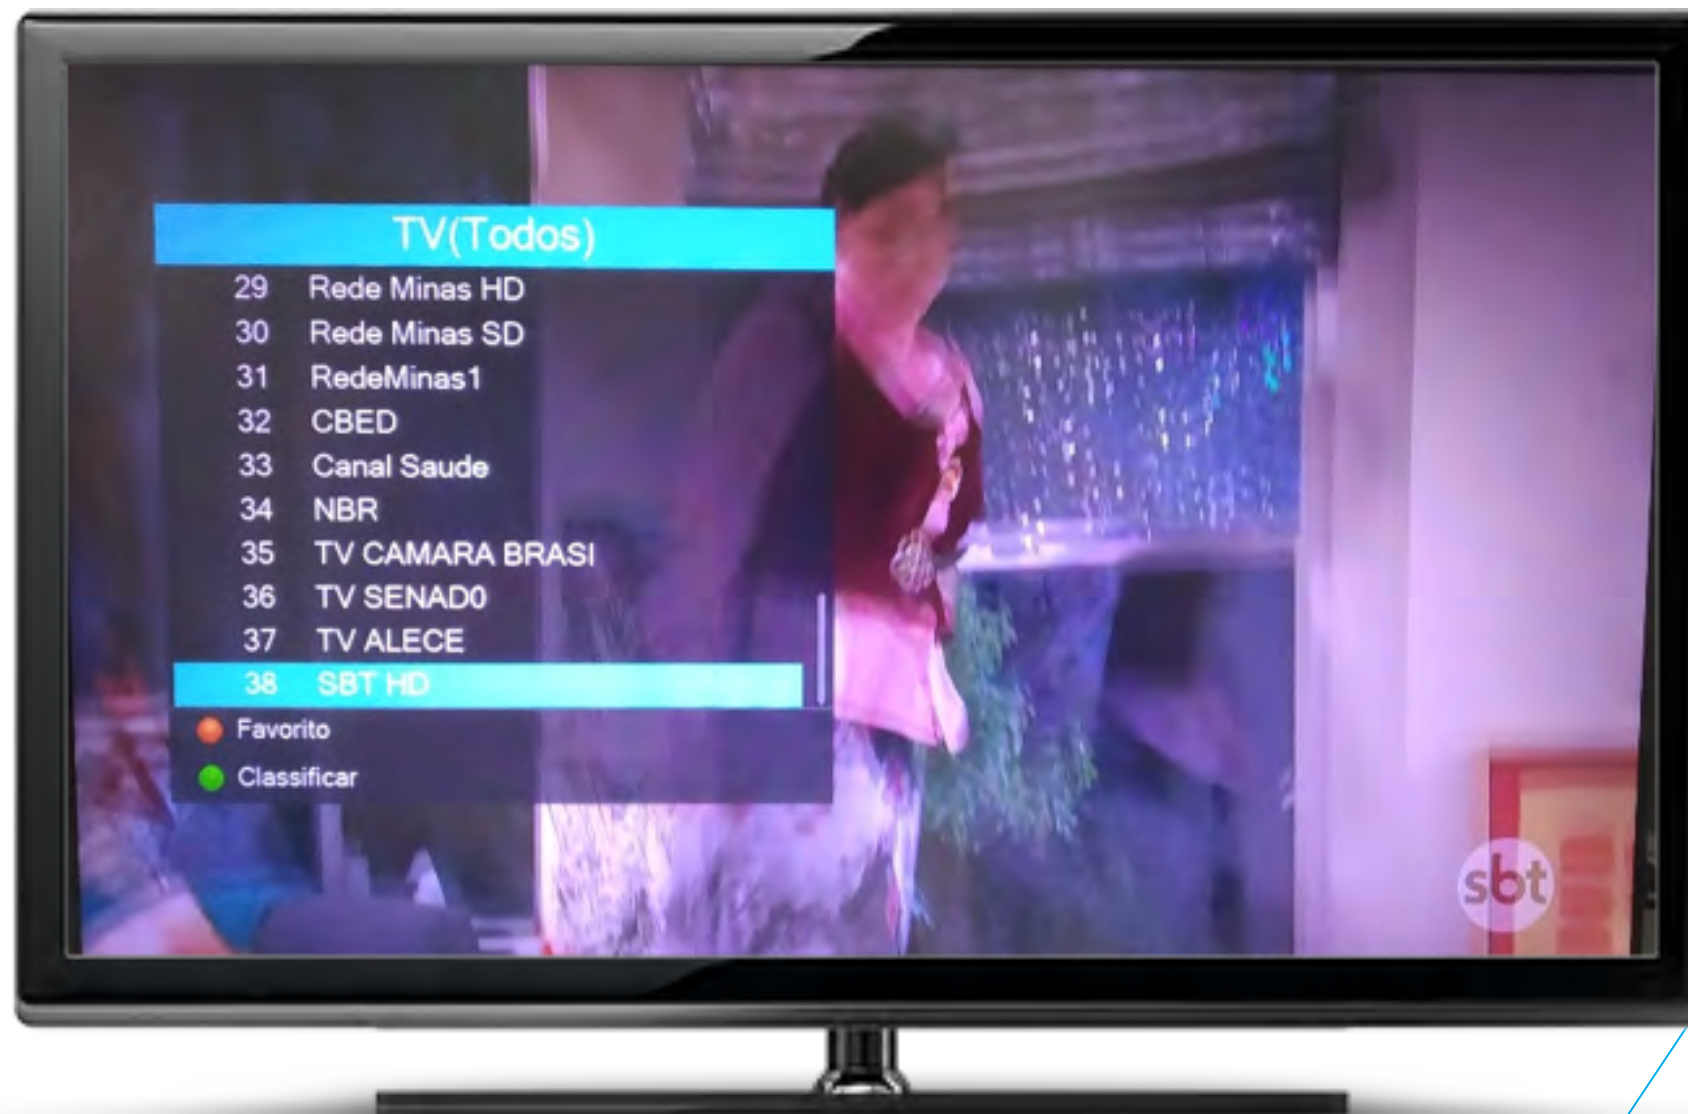 TV(Todos)
29 Rede Minas HD
30 Rede Minas SD
31 RedeMinas1
32 CBED
33 Canal Saude
34 NBR
35 TV CAMARA BRASI
36 TV SENAD0
37 TV ALECE
38 SBT HD
Favorito
Classificar
sbt